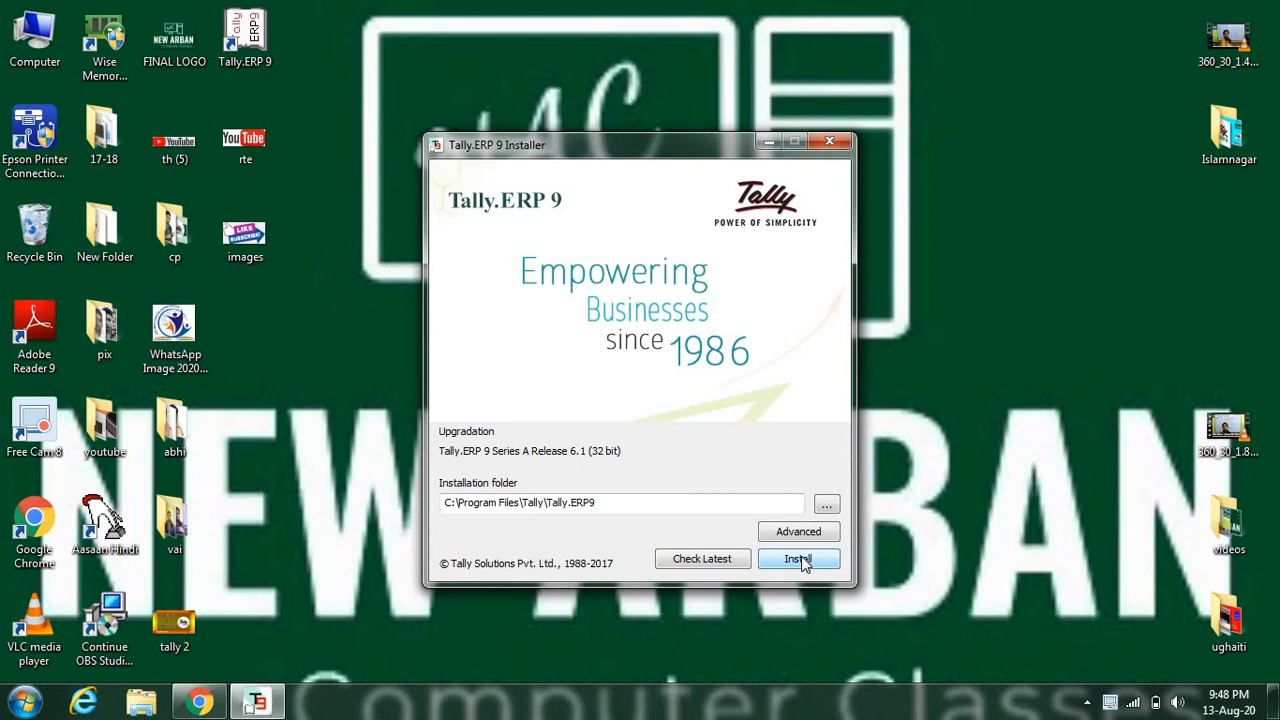 Computer
Wise
Memor...
FINAL LOGO
Tally.ERP 9
360_30_1.4...
Epson Printer
Connectio...
17-18
th (5)
rte
Islamnagar
Recycle Bin
New Folder
cp
images
Adobe
Reader 9
pix
WhatsApp
Image 2020...
Free Cam 8
youtube
abhi
360_30_1.8...
Google
Chrome
Aasaan Hindi
vai
videos
VLC media
player
Continue
OBS Studi...
tally 2
ughaiti
Tally.ERP 9 Installer
Tally.ERP 9
Tally
POWER OF SIMPLICITY
Empowering
Businesses
since 1986
Upgradation
Tally.ERP 9 Series A Release 6.1 (32 bit)
Installation folder
C:\Program Files\Tally\Tally.ERP9
...
Advanced
© Tally Solutions Pvt. Ltd., 1988-2017
Check Latest
Install
NEW ARBAN
Computer Class
9:48 PM
13-Aug-20